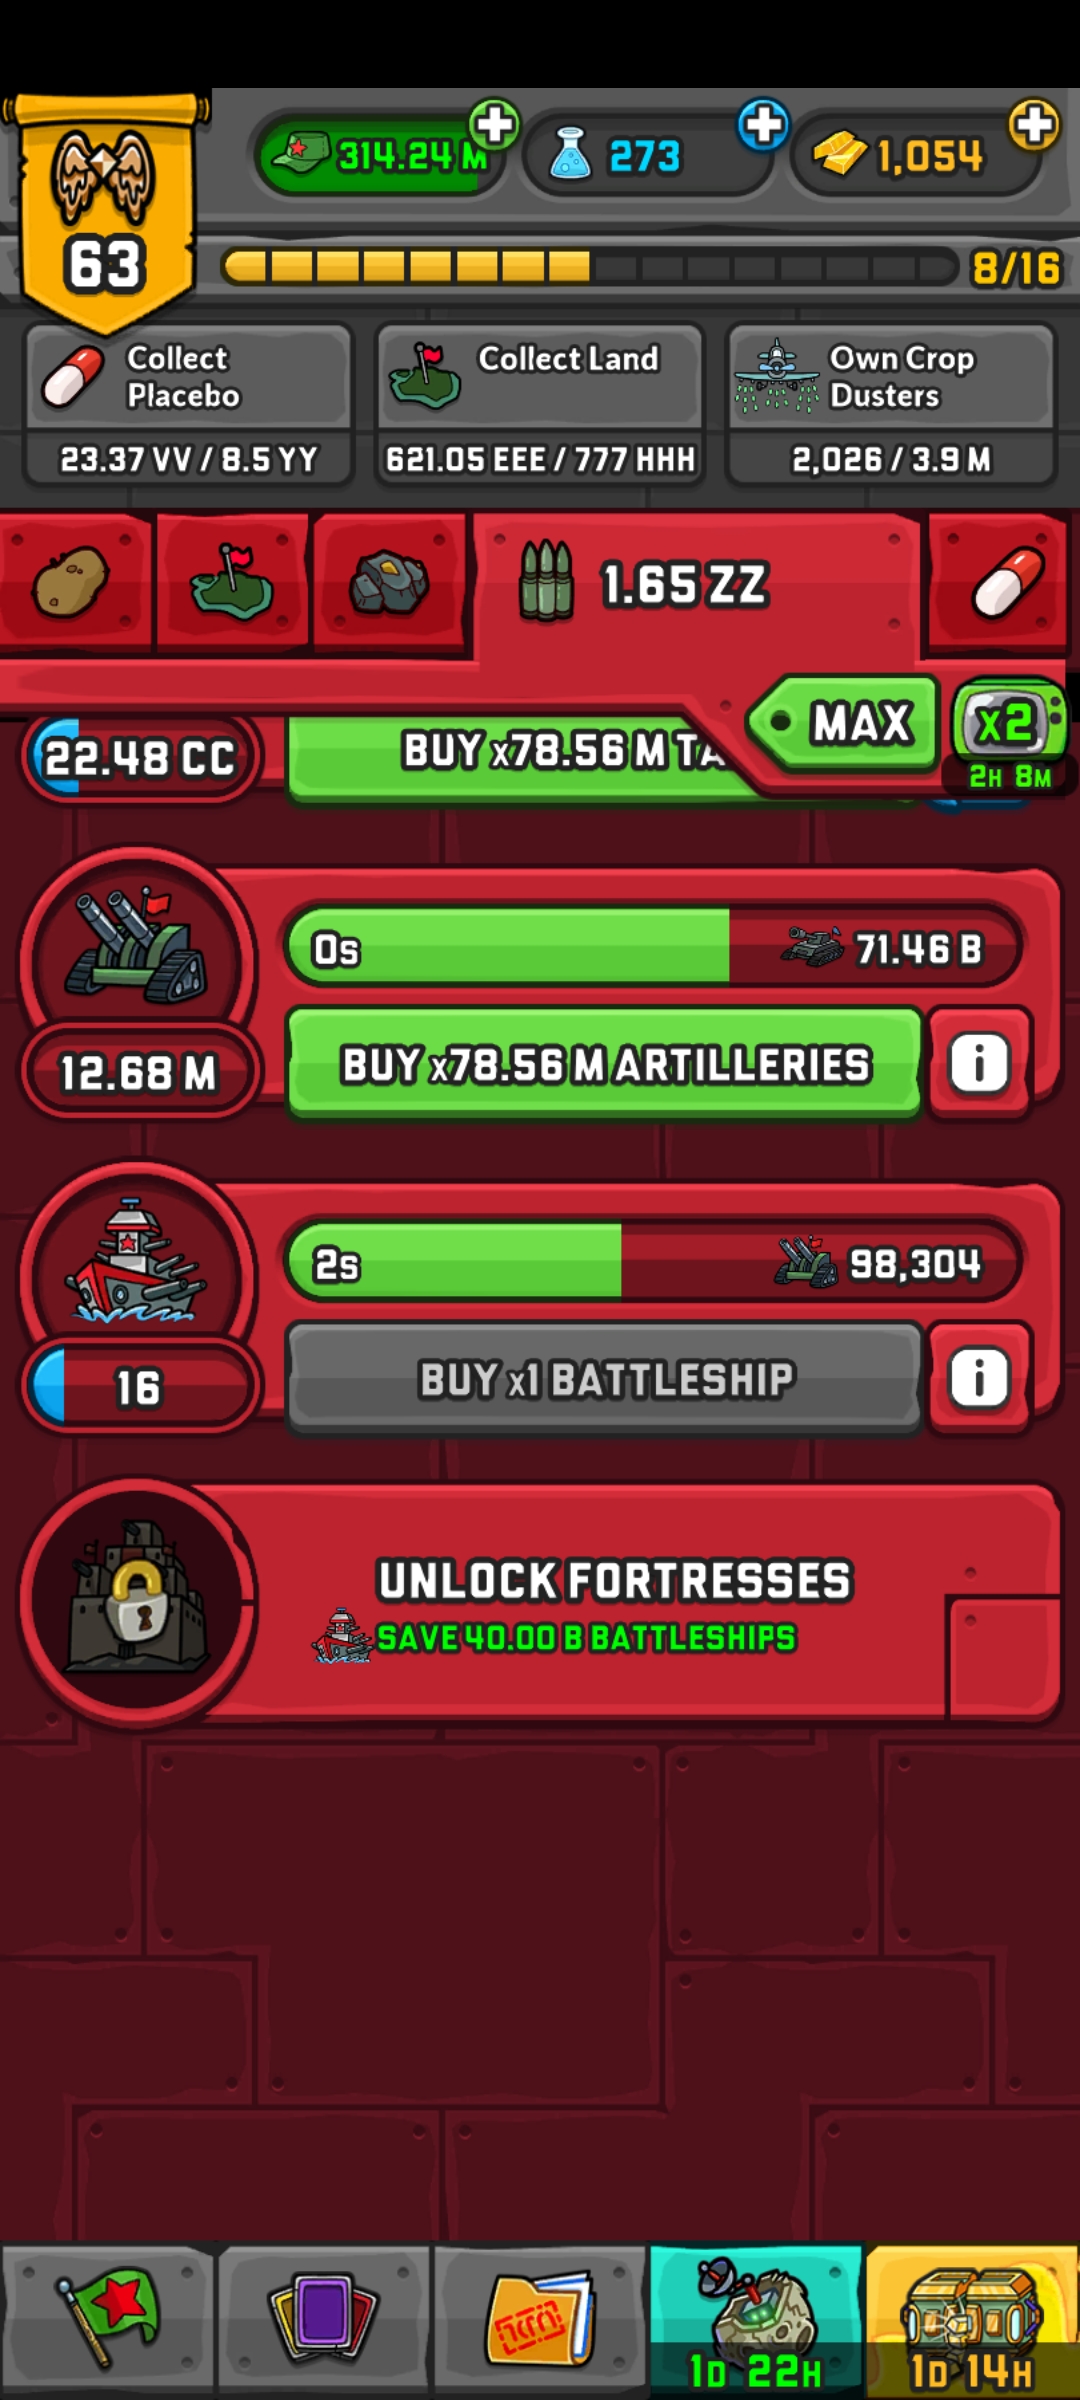 314.24 M
273
1,054
63
8/16
Collect
Placebo
23.37 VV / 8.5 YY
Collect Land
621.05 EEE / 777 HHH
Own Crop
Dusters
2,026 / 3.9 M
1.65 ZZ
MAX
x2
2H 8M
22.48 CC
BUY x78.56 M TA
0s
71.46 B
12.68 M
BUY x78.56 M ARTILLERIES
i
2s
98,304
16
BUY x1 BATTLESHIP
i
UNLOCK FORTRESSES
SAVE 40.00 B BATTLESHIPS
1D 22H
1D 14H